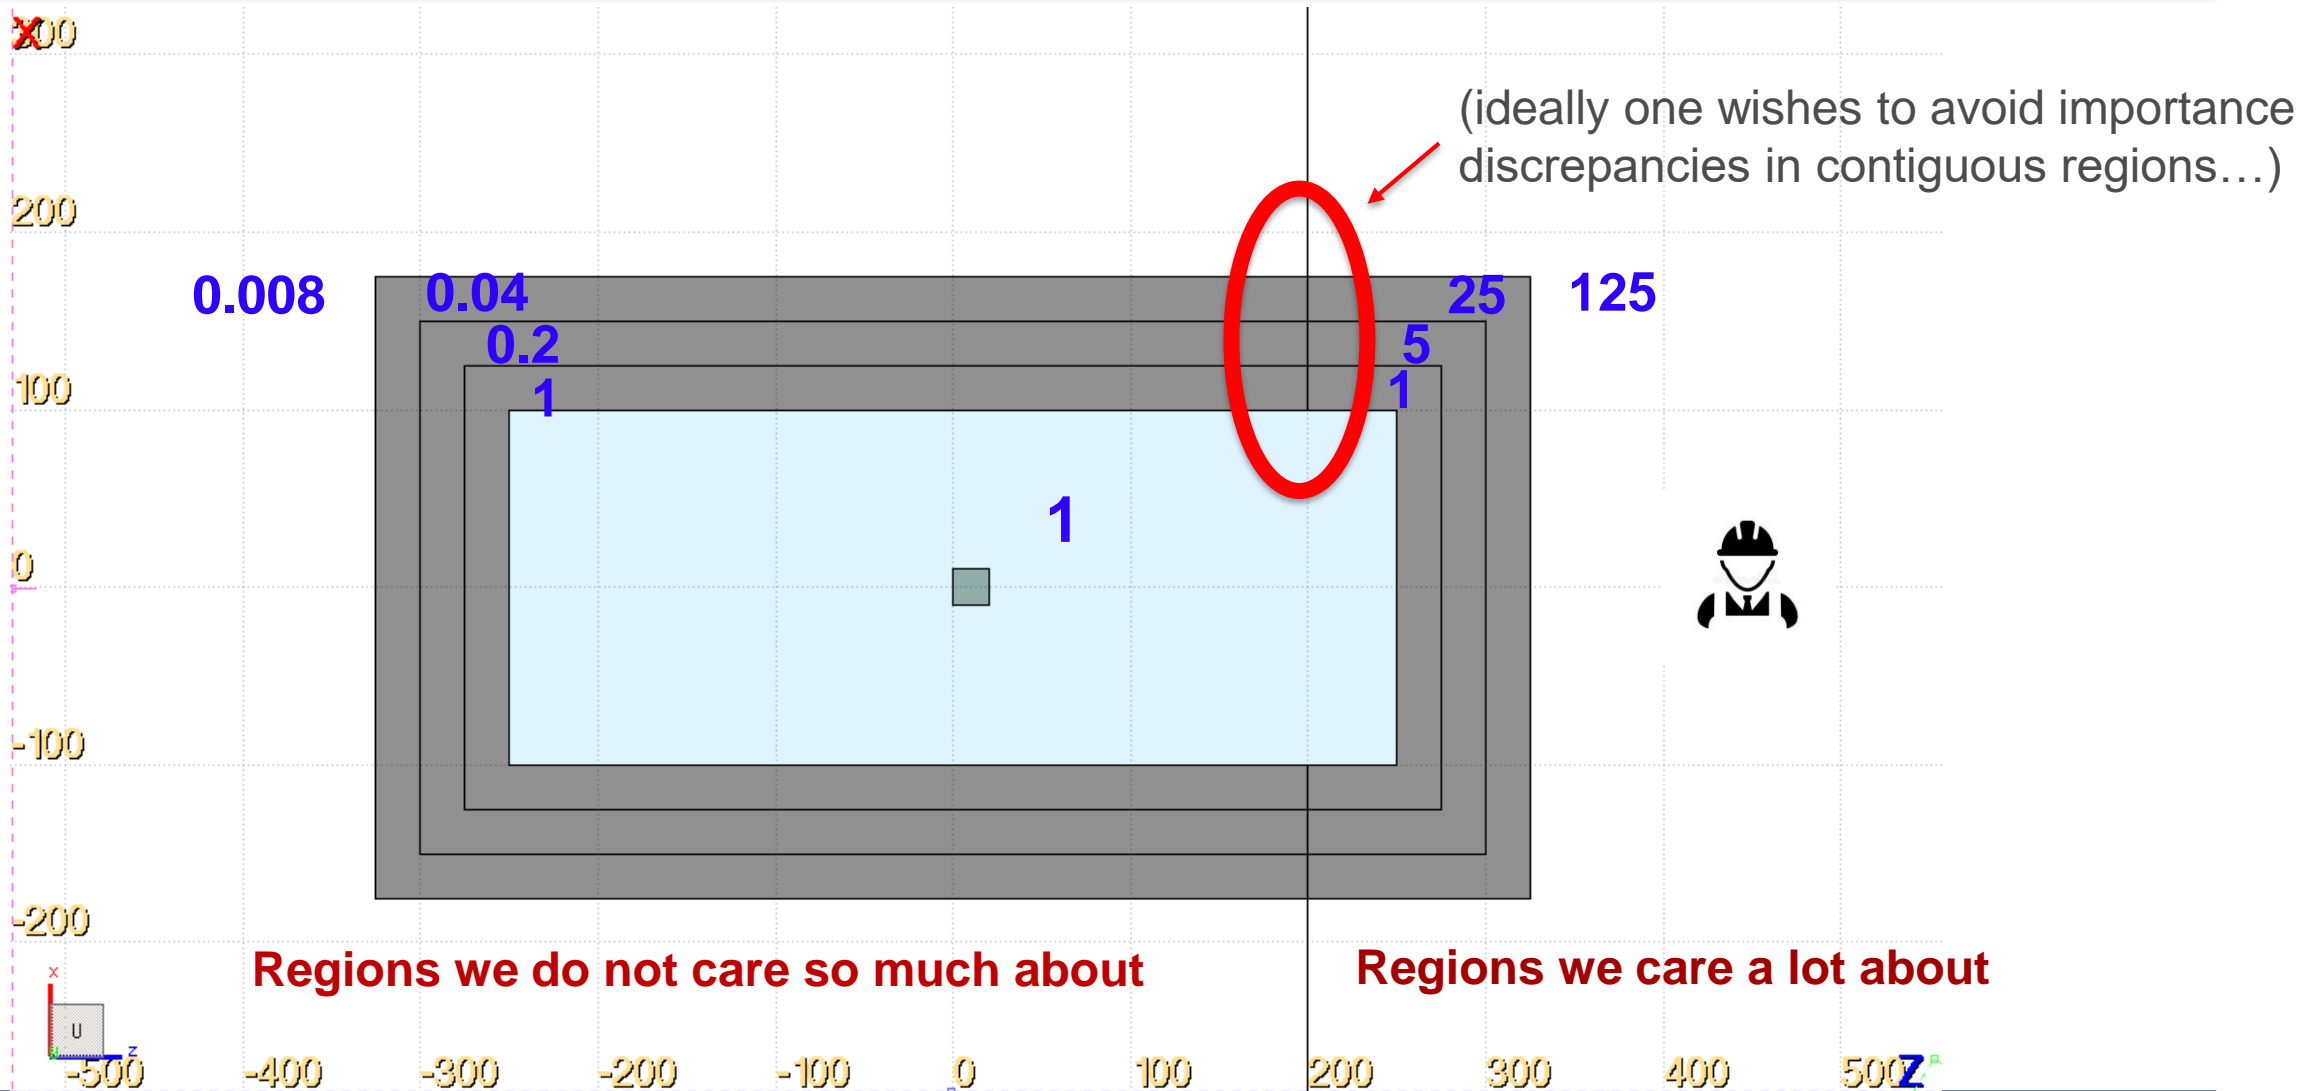 X
300
(ideally one wishes to avoid importance
discrepancies in contiguous regions…)
200
0.008
0.04
25
125
0.2
5
100
1
1
1
0
-100
-200
Regions we do not care so much about
Regions we care a lot about
x
U
z
-500
-400
-300
-200
-100
0
100
200
300
400
500
Z